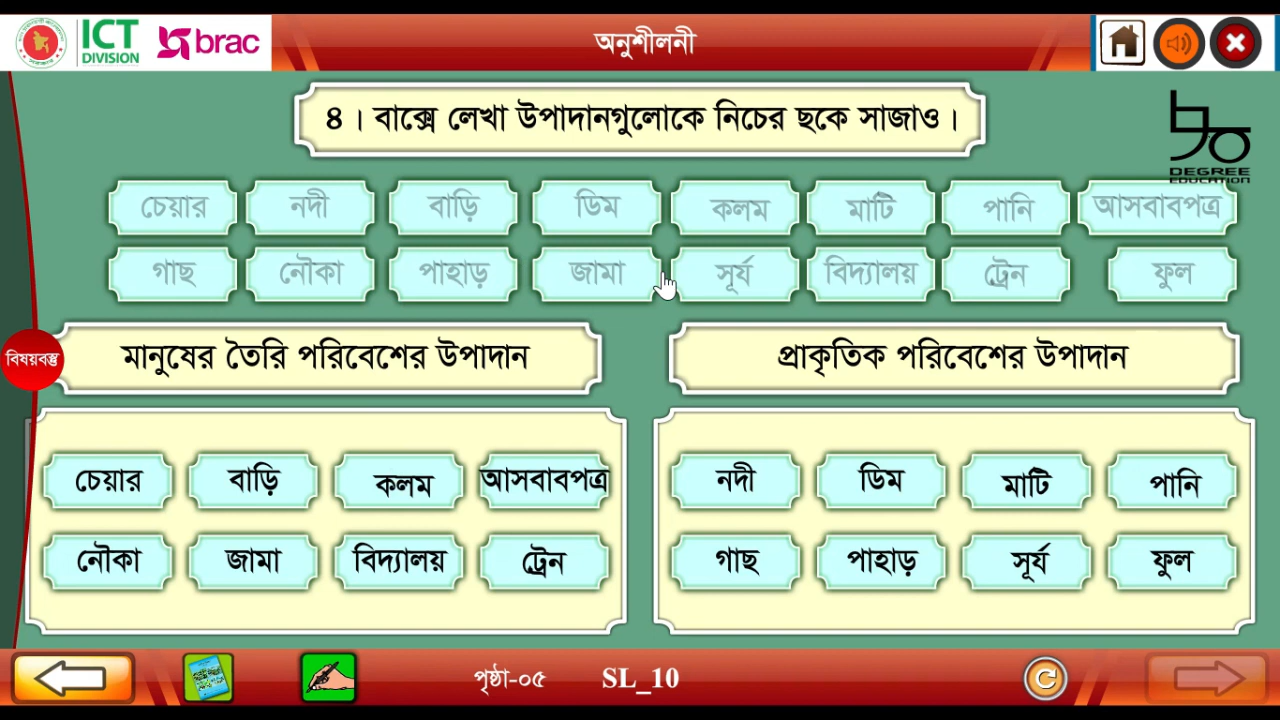 ICT
DIVISION
brac
অনুশীলনী
৪। বাক্সে লেখা উপাদানগুলোকে নিচের ছকে সাজাও।
DEGREE
EDUCATION
চেয়ার নদী বাড়ি ডিম কলম মাটি পানি আসবাবপত্র
গাছ নৌকা পাহাড় জামা সূর্য বিদ্যালয় ট্রেন ফুল
বিষয়বস্তু
মানুষের তৈরি পরিবেশের উপাদান প্রাকৃতিক পরিবেশের উপাদান
চেয়ার বাড়ি কলম আসবাবপত্র নদী ডিম মাটি পানি
নৌকা জামা বিদ্যালয় ট্রেন গাছ পাহাড় সূর্য ফুল
পৃষ্ঠা-০৫ SL_10